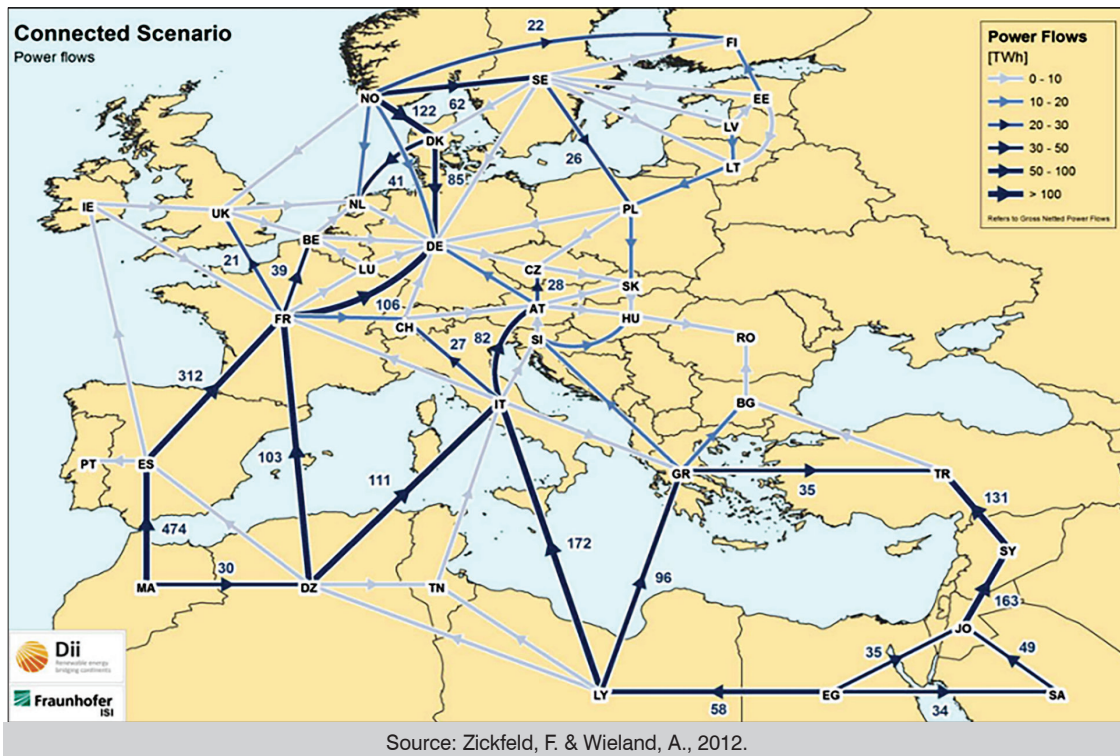 Connected Scenario
Power flows
Power Flows
[TWh]
0 - 10
10 - 20
20 - 30
30 - 50
50 - 100
> 100
Refers to Gross Netted Power Flows
22
FI
NO
62
SE
EE
122
LV
DK
26
LT
41
85
IE
UK
NL
PL
BE
DE
21
39
LU
CZ
28
SK
106
AT
FR
CH
82
SI
HU
RO
27
312
IT
BG
PT
ES
103
111
GR
35
TR
131
474
172
96
SY
MA
30
DZ
TN
163
JO
35
49
LY
58
EG
34
SA
Dii
Renewable energy
bridging continents
Fraunhofer
ISI
Source: Zickfeld, F. & Wieland, A., 2012.